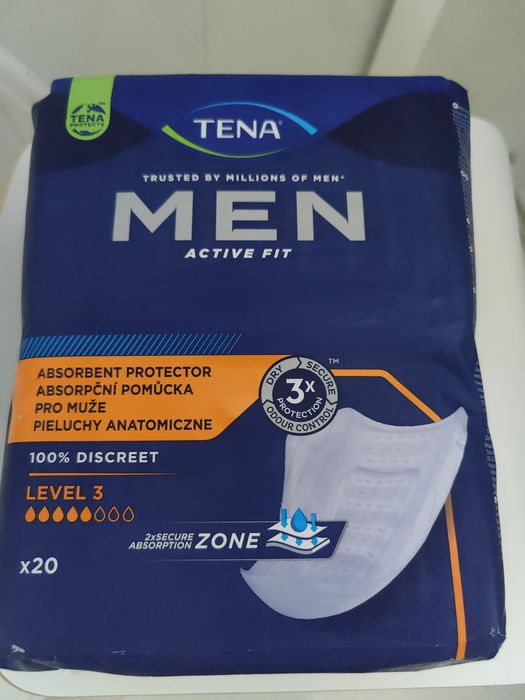 TENA
PROTECTS
TENA®
TRUSTED BY MILLIONS OF MEN*
MEN
ACTIVE FIT
ABSORBENT PROTECTOR
ABSORPČNÍ POMŮCKA
PRO MUŽE
PIELUCHY ANATOMICZNE
DRY SECURE ODOUR CONTROL
3X
PROTECTION
™
100% DISCREET
LEVEL 3
2xSECURE
ABSORPTION ZONE
x20